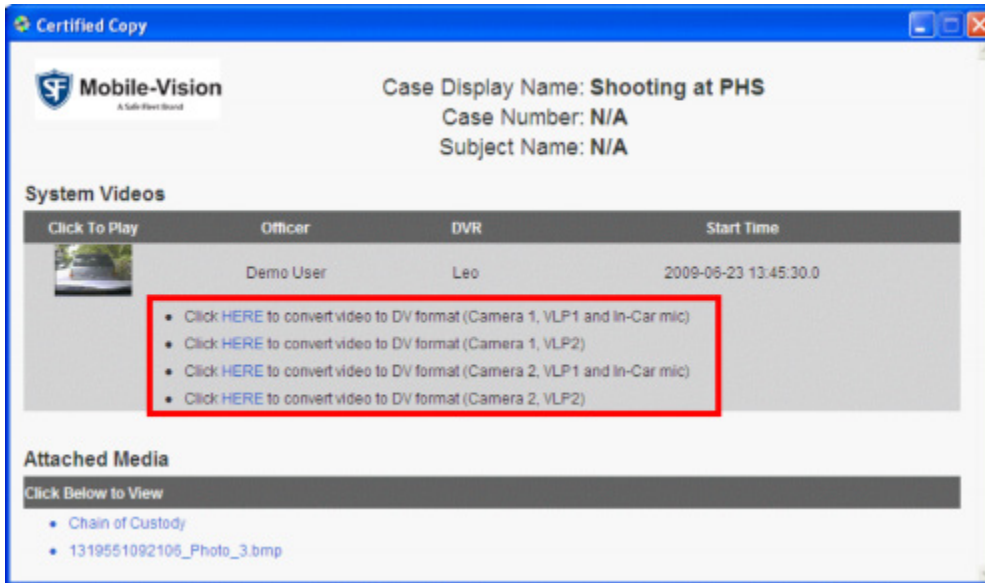 Certified Copy
SF Mobile-Vision
A Safe Fleet Brand
Case Display Name: Shooting at PHS
Case Number: N/A
Subject Name: N/A
System Videos
Click To Play Officer DVR Start Time
Demo User Leo 2009-06-23 13:45:30.0
• Click HERE to convert video to DV format (Camera 1, VLP1 and In-Car mic)
• Click HERE to convert video to DV format (Camera 1, VLP2)
• Click HERE to convert video to DV format (Camera 2, VLP1 and In-Car mic)
• Click HERE to convert video to DV format (Camera 2, VLP2)
Attached Media
Click Below to View
• Chain of Custody
• 1319551092106_Photo_3.bmp